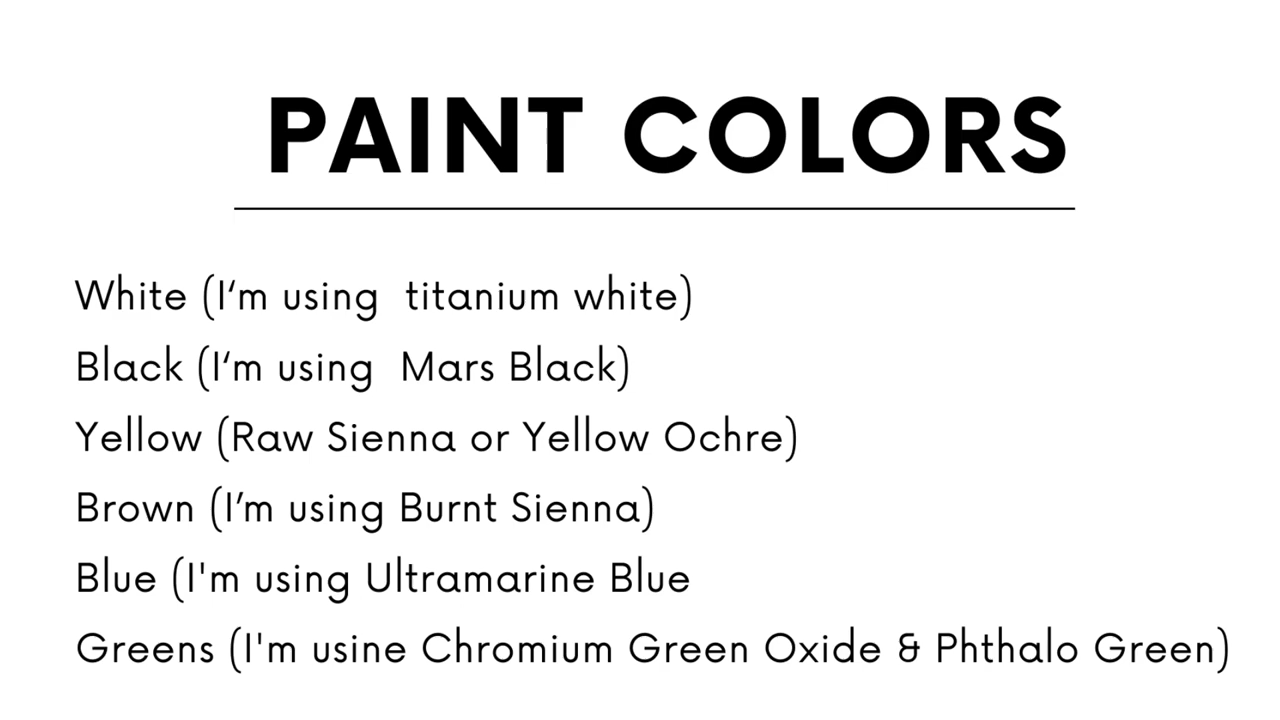 PAINT COLORS
White (I‘m using  titanium white)
Black (I‘m using  Mars Black)
Yellow (Raw Sienna or Yellow Ochre)
Brown (I’m using Burnt Sienna)
Blue (I'm using Ultramarine Blue
Greens (I'm usine Chromium Green Oxide & Phthalo Green)